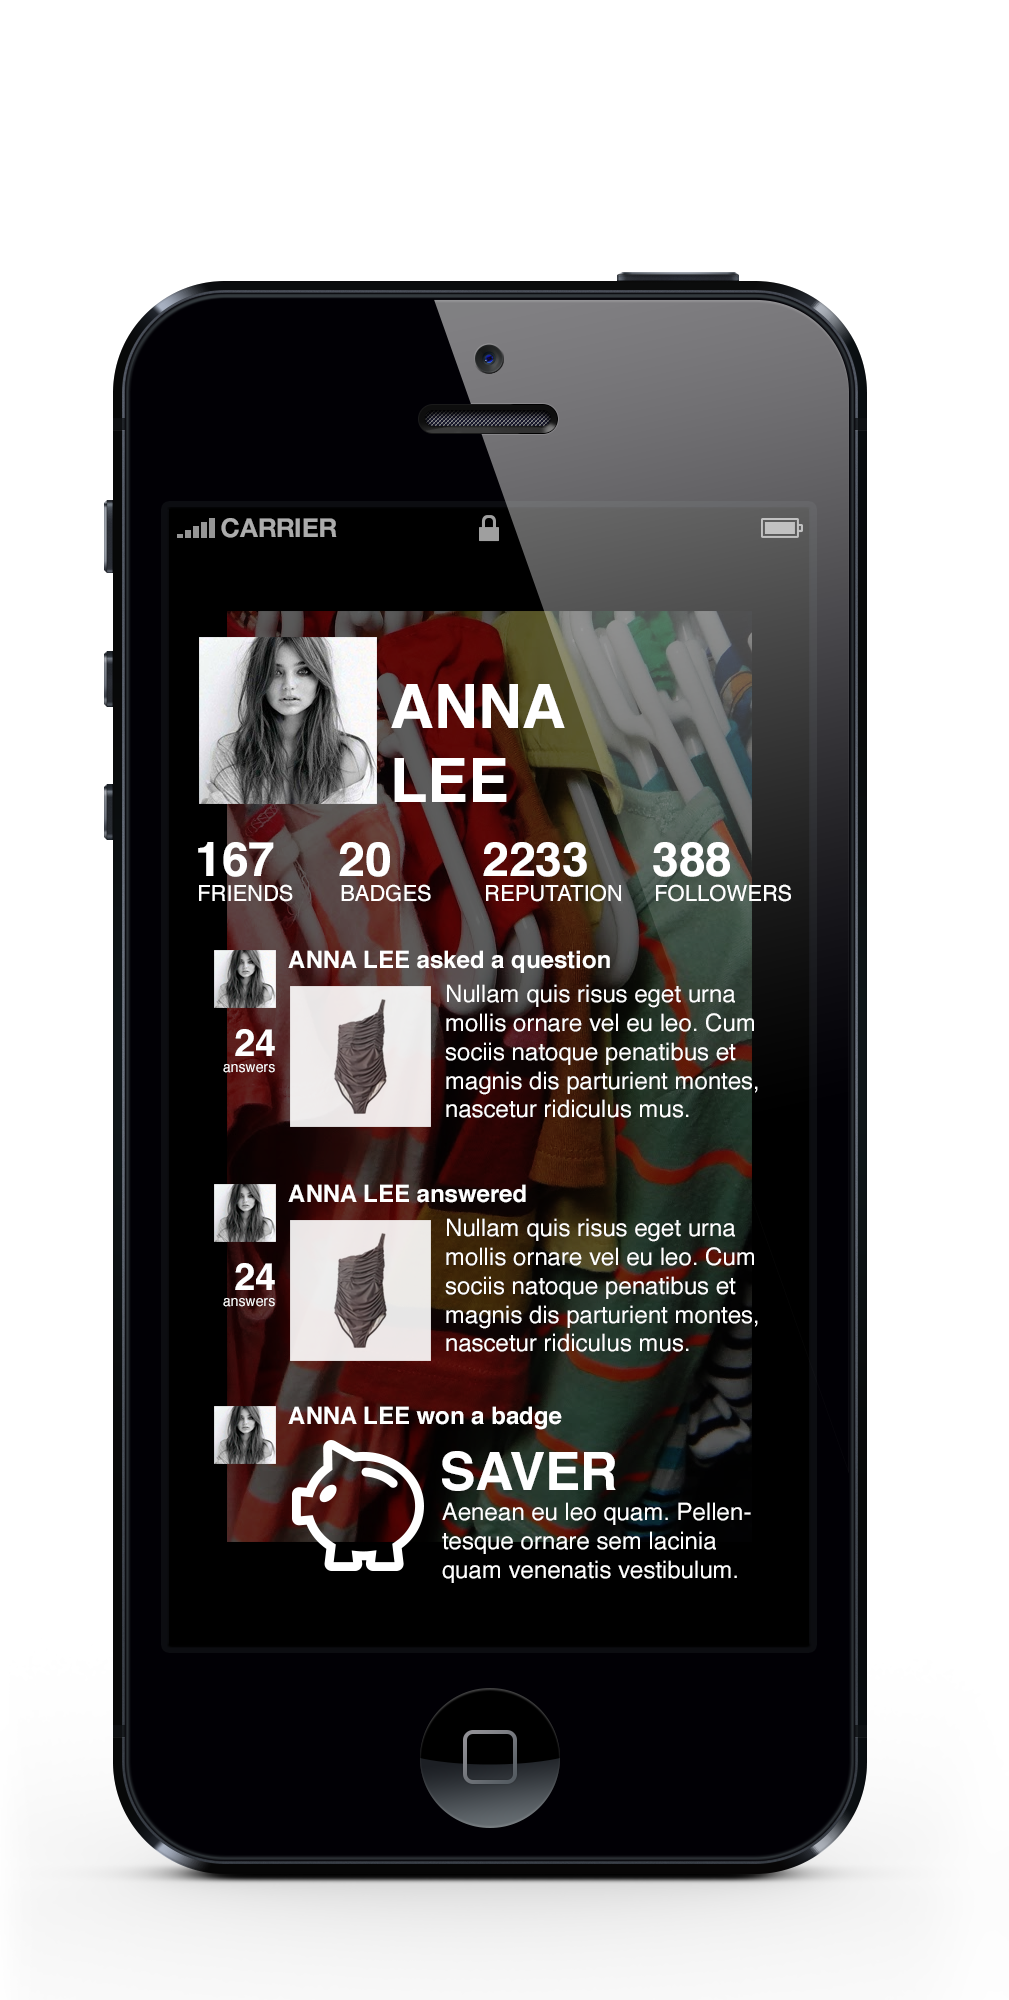 CARRIER
ANNA
LEE
167 20 2233 388
FRIENDS BADGES REPUTATION FOLLOWERS
ANNA LEE asked a question
Nullam quis risus eget urna
mollis ornare vel eu leo. Cum
sociis natoque penatibus et
magnis dis parturient montes,
nascetur ridiculus mus.
24
answers
ANNA LEE answered
Nullam quis risus eget urna
mollis ornare vel eu leo. Cum
sociis natoque penatibus et
magnis dis parturient montes,
nascetur ridiculus mus.
24
answers
ANNA LEE won a badge
SAVER
Aenean eu leo quam. Pellen-
tesque ornare sem lacinia
quam venenatis vestibulum.